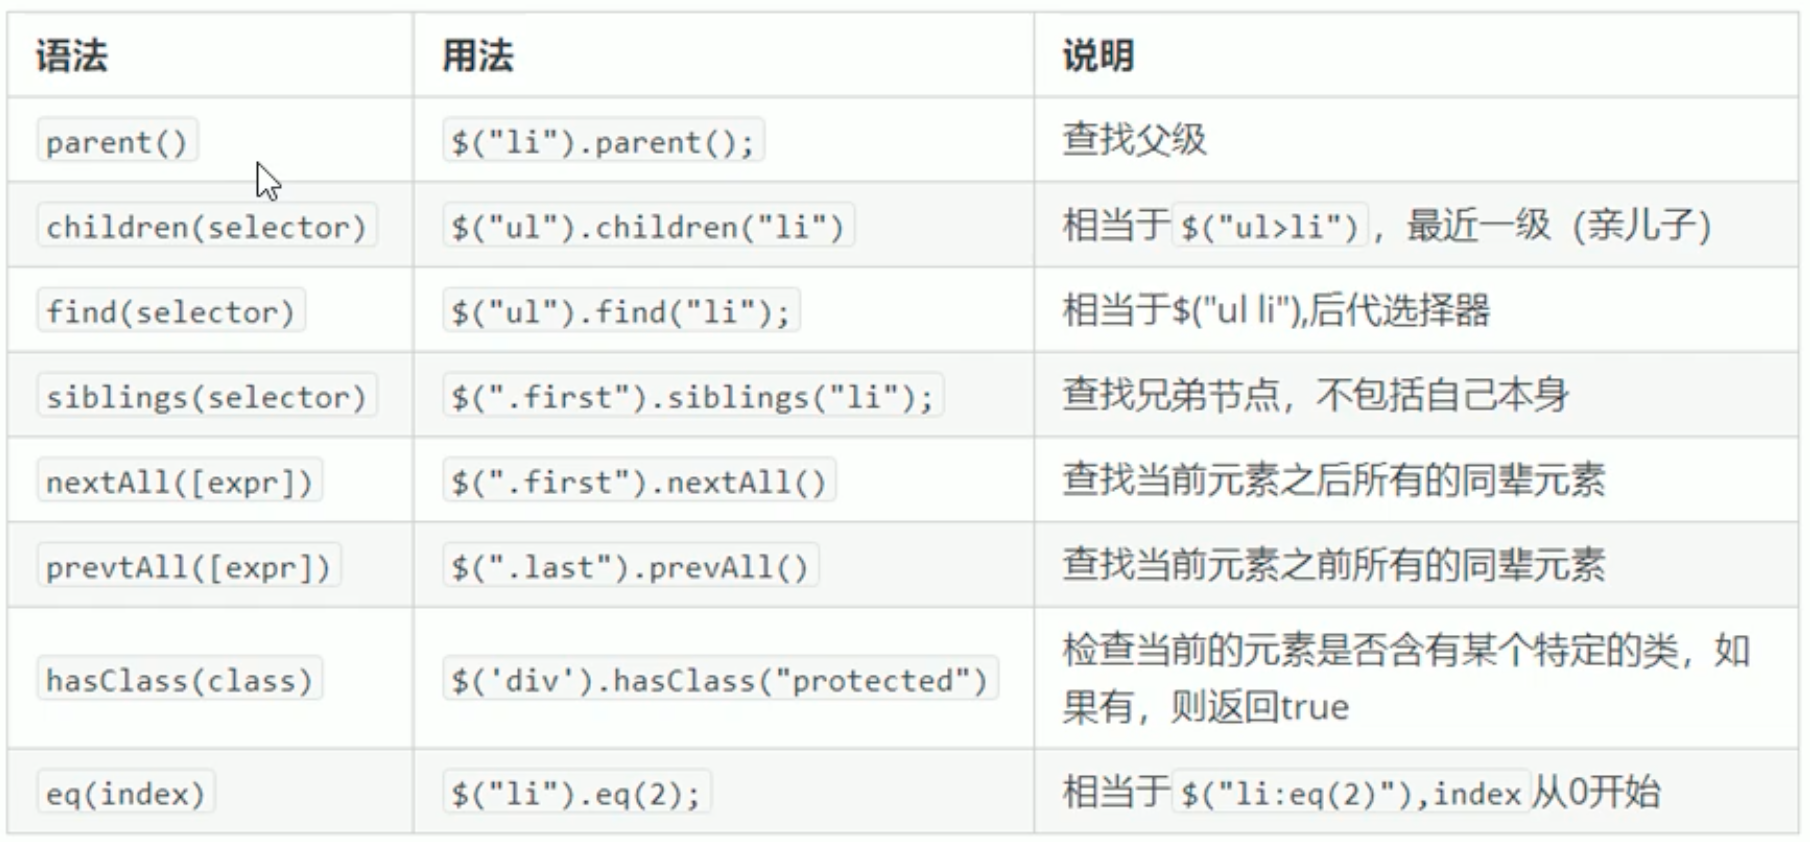 语法 用法 说明
parent() $("li").parent(); 查找父级
children(selector) $("ul").children("li") 相当于$("ul>li")，最近一级（亲儿子）
find(selector) $("ul").find("li"); 相当于$("ul li"),后代选择器
siblings(selector) $(".first").siblings("li"); 查找兄弟节点，不包括自己本身
nextAll([expr]) $(".first").nextAll() 查找当前元素之后所有的同辈元素
prevtAll([expr]) $(".last").prevAll() 查找当前元素之前所有的同辈元素
hasClass(class) $('div').hasClass("protected") 检查当前的元素是否含有某个特定的类，如
果有，则返回true
eq(index) $("li").eq(2); 相当于$("li:eq(2)"),index从0开始